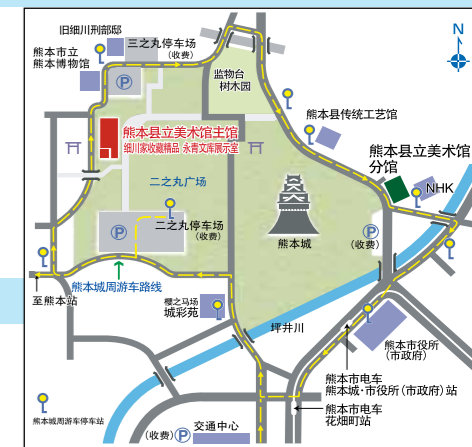 旧细川刑部邸
三之丸停车场
(收费)
N
熊本市立
熊本博物馆
P
监物台
树木园
熊本县传统工艺馆
熊本县立美术馆主馆
细川家收藏精品 永青文库展示室
熊本县立美术馆
分馆
NHK
二之丸广场
二之丸停车场
(收费)
P
熊本城
P
(收费)
熊本城周游车路线
至熊本站
樱之马场
城彩苑
坪井川
熊本市役所
(市政府)
熊本市电车
熊本城·市役所(市政府)站
熊本市电车
花畑町站
熊本城周游车停车站
交通中心
(收费)P